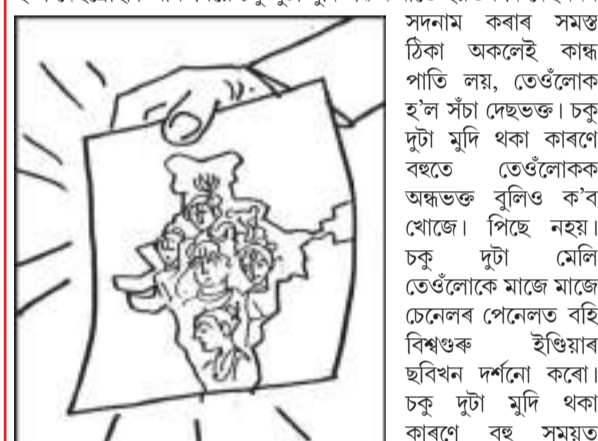 সদনাম কৰাৰ সমস্ত
ঠিকা অকলেই কান্ধ
পাতি লয়, তেওঁলোক
হ'ল সঁচা দেছভক্ত। চকু
দুটা মুদি থকা কাৰণে
বহুতে তেওঁলোকক
অন্ধভক্ত বুলিও ক'ব
খোজে। পিছে নহয়।
চকু দুটা মেলি
তেওঁলোকে মাজে মাজে
চেনেলৰ পেনেলত বহি
বিশ্বগুৰু ইণ্ডিয়াৰ
ছবিখন দৰ্শনো কৰো।
চকু দুটা মুদি থকা
কাৰণে বহু সময়ত